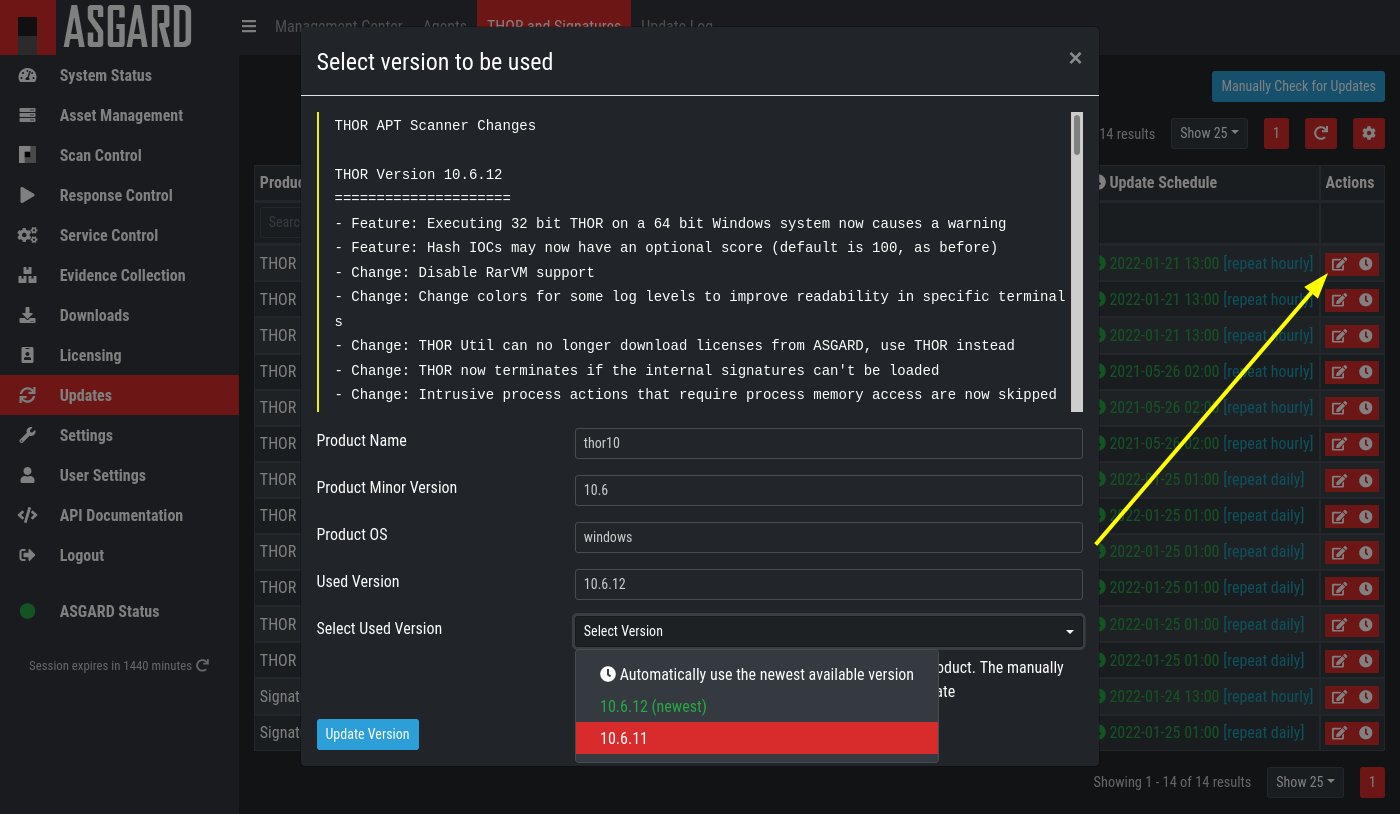 ASGARD
Management Center
Agents
THOR and Signatures
Update Log
System Status
Asset Management
Scan Control
Response Control
Service Control
Evidence Collection
Downloads
Licensing
Updates
Settings
User Settings
API Documentation
Logout
ASGARD Status
Session expires in 1440 minutes
Manually Check for Updates
14 results
Show 25
1
Select version to be used
×
THOR APT Scanner Changes
THOR Version 10.6.12
=====================
- Feature: Executing 32 bit THOR on a 64 bit Windows system now causes a warning
- Feature: Hash IOCs may now have an optional score (default is 100, as before)
- Change: Disable RarVM support
- Change: Change colors for some log levels to improve readability in specific terminal
s
- Change: THOR Util can no longer download licenses from ASGARD, use THOR instead
- Change: THOR now terminates if the internal signatures can't be loaded
- Change: Intrusive process actions that require process memory access are now skipped
Product Name
thor10
Product Minor Version
10.6
Product OS
windows
Used Version
10.6.12
Select Used Version
Select Version
Automatically use the newest available version
10.6.12 (newest)
10.6.11
oduct. The manually
ate
Update Version
Produc
Update Schedule
Actions
Searc
THOR
2022-01-21 13:00 [repeat hourly]
THOR
2022-01-21 13:00 [repeat hourly]
THOR
2022-01-21 13:00 [repeat hourly]
THOR
2021-05-26 02:00 [repeat hourly]
THOR
2021-05-26 02:00 [repeat hourly]
THOR
2021-05-26 02:00 [repeat hourly]
THOR
2022-01-25 01:00 [repeat daily]
THOR
2022-01-25 01:00 [repeat daily]
THOR
2022-01-25 01:00 [repeat daily]
THOR
2022-01-25 01:00 [repeat daily]
THOR
2022-01-25 01:00 [repeat daily]
THOR
2022-01-25 01:00 [repeat daily]
Signat
2022-01-24 13:00 [repeat hourly]
Signat
2022-01-21 13:00 [repeat hourly]
Showing 1 - 14 of 14 results
Show 25
1